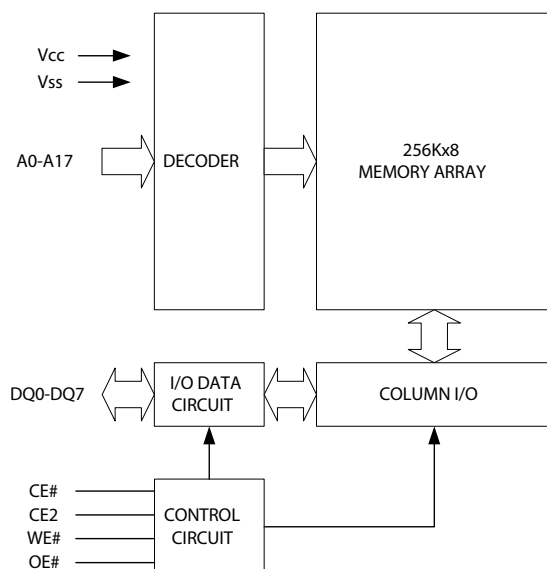 Vcc
Vss
A0-A17
DECODER
256Kx8
MEMORY ARRAY
DQ0-DQ7
I/O DATA
CIRCUIT
COLUMN I/O
CE#
CE2
WE#
OE#
CONTROL
CIRCUIT